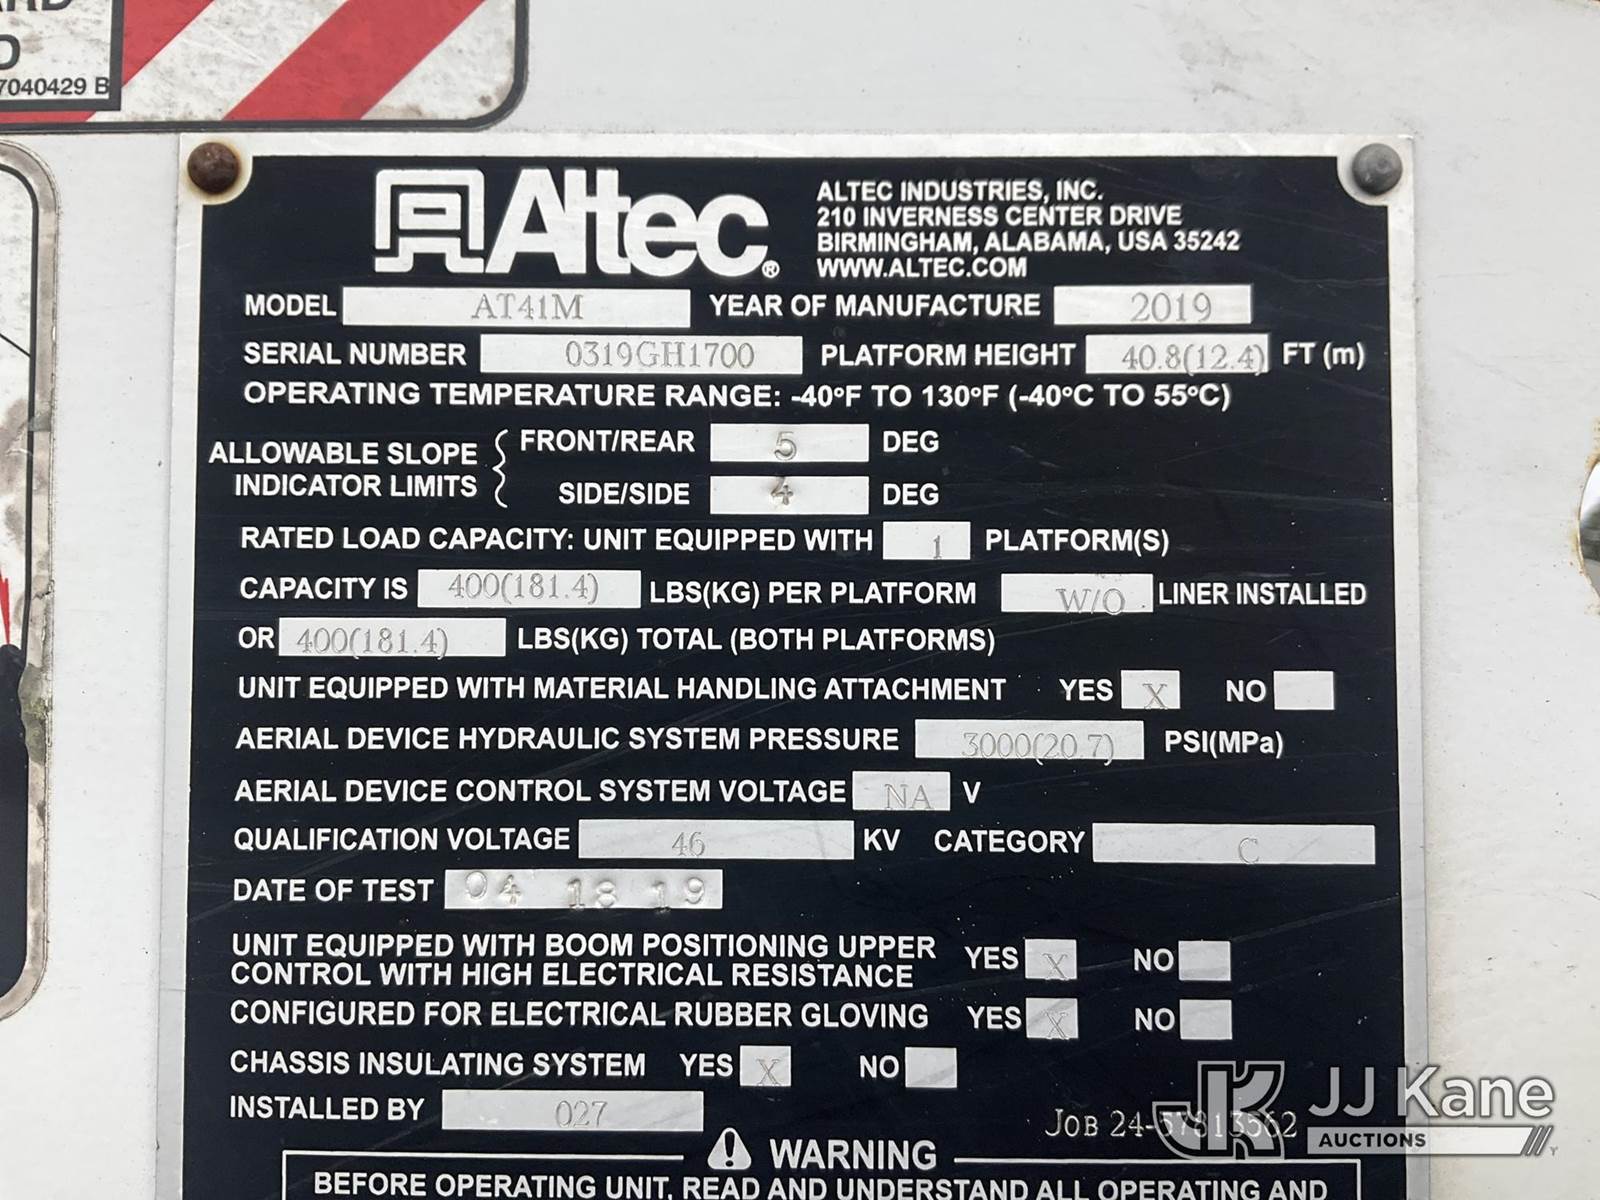 7040429 B
Altec®
ALTEC INDUSTRIES, INC.
210 INVERNESS CENTER DRIVE
BIRMINGHAM, ALABAMA, USA 35242
WWW.ALTEC.COM
MODEL AT41M YEAR OF MANUFACTURE 2019
SERIAL NUMBER 0319GH1700 PLATFORM HEIGHT 40.8(12.4) FT (m)
OPERATING TEMPERATURE RANGE: -40ºF TO 130ºF (-40ºC TO 55ºC)
ALLOWABLE SLOPE INDICATOR LIMITS { FRONT/REAR 5 DEG
SIDE/SIDE 4 DEG
RATED LOAD CAPACITY: UNIT EQUIPPED WITH 1 PLATFORM(S)
CAPACITY IS 400(181.4) LBS(KG) PER PLATFORM W/O LINER INSTALLED
OR 400(181.4) LBS(KG) TOTAL (BOTH PLATFORMS)
UNIT EQUIPPED WITH MATERIAL HANDLING ATTACHMENT YES X NO
AERIAL DEVICE HYDRAULIC SYSTEM PRESSURE 3000(20.7) PSI(MPa)
AERIAL DEVICE CONTROL SYSTEM VOLTAGE NA V
QUALIFICATION VOLTAGE 46 KV CATEGORY C
DATE OF TEST 04 18 19
UNIT EQUIPPED WITH BOOM POSITIONING UPPER
CONTROL WITH HIGH ELECTRICAL RESISTANCE YES X NO
CONFIGURED FOR ELECTRICAL RUBBER GLOVING YES X NO
CHASSIS INSULATING SYSTEM YES X NO
INSTALLED BY 027
JOB 24-57813562
JK JJ Kane
AUCTIONS
WARNING
BEFORE OPERATING UNIT, READ AND UNDERSTAND ALL OPERATING AND